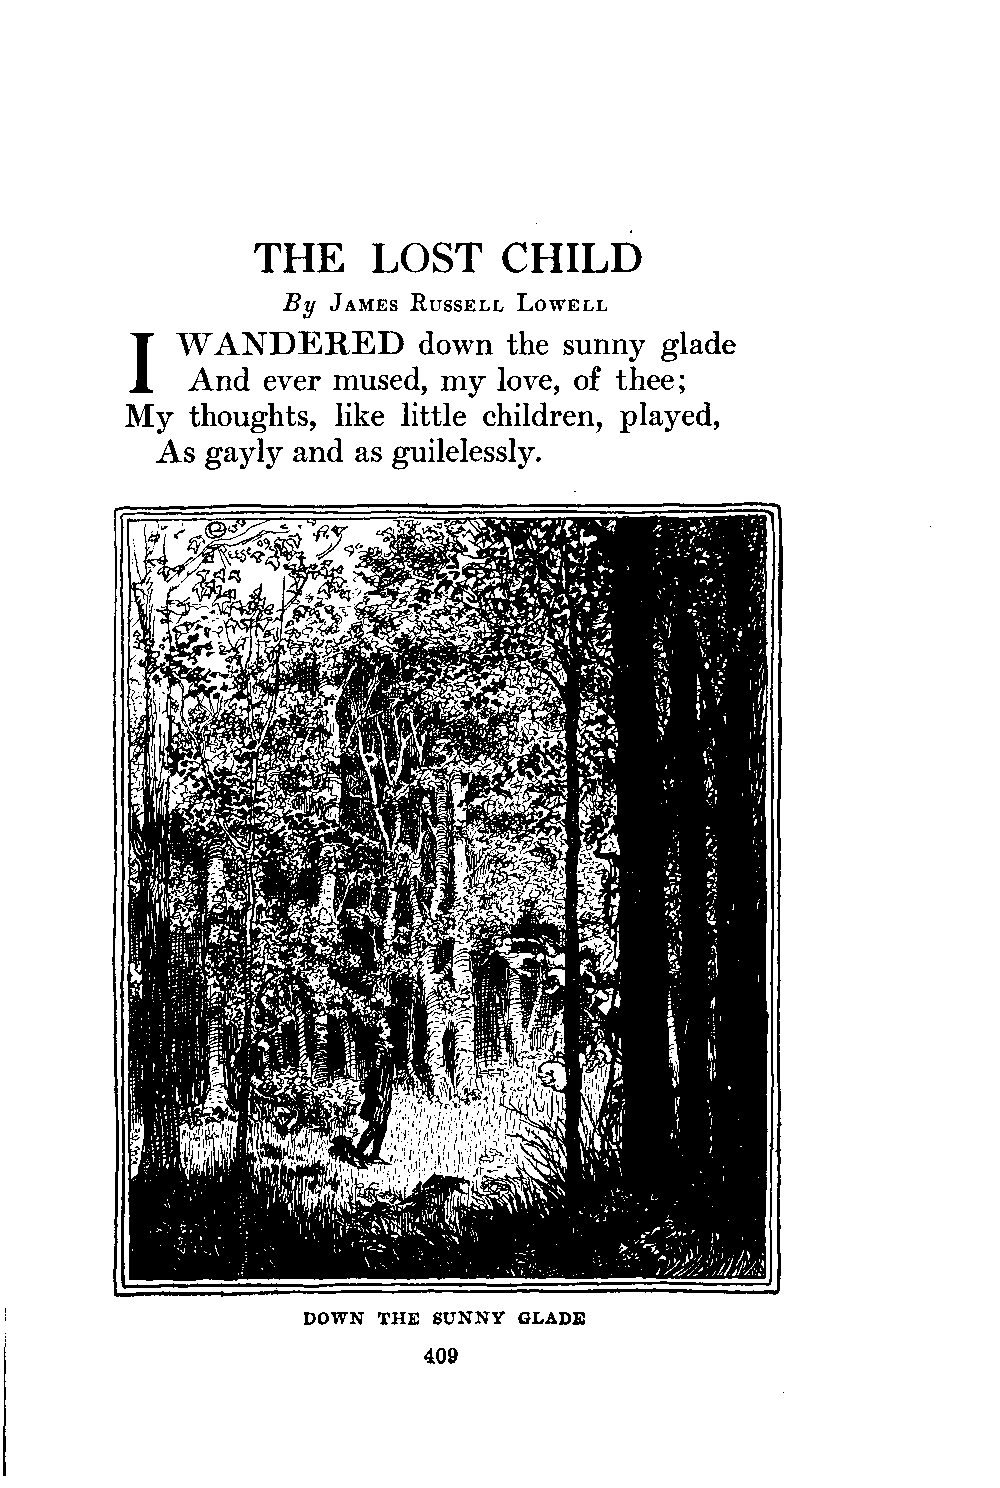 THE LOST CHILD
By JAMES RUSSELL LOWELL
I WANDERED down the sunny glade
And ever mused, my love, of thee;
My thoughts, like little children, played,
As gayly and as guilelessly.
DOWN THE SUNNY GLADE
409